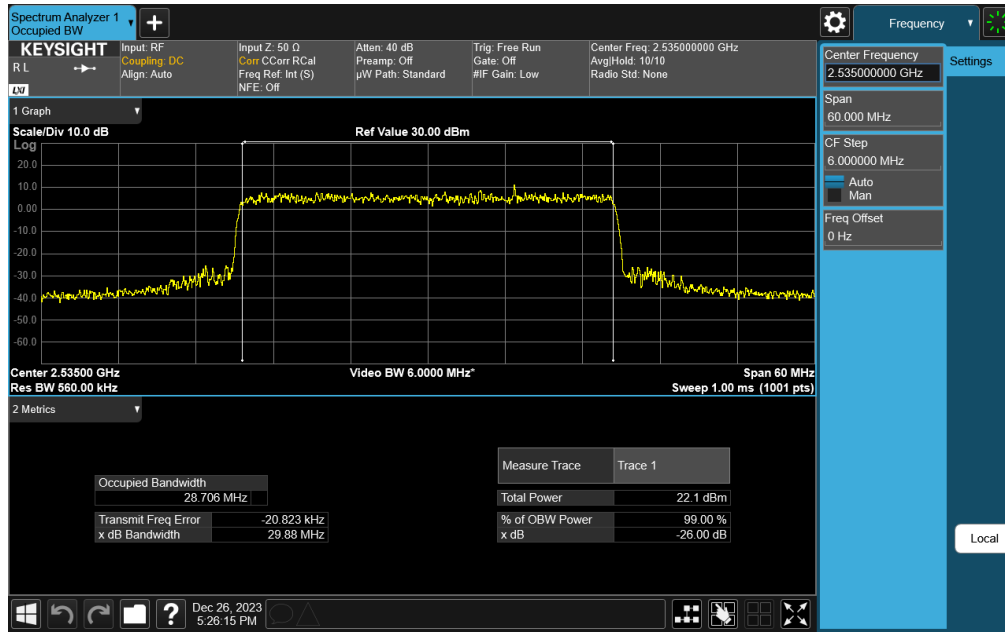 Spectrum Analyzer 1
Occupied BW
+
Frequency
KEYSIGHT
RL
LXI
Input: RF
Coupling: DC
Align: Auto
Input Z: 50 Ω
Corr CCorr RCal
Freq Ref: Int (S)
NFE: Off
Atten: 40 dB
Preamp: Off
µW Path: Standard
Trig: Free Run
Gate: Off
#IF Gain: Low
Center Freq: 2.535000000 GHz
Avg|Hold: 10/10
Radio Std: None
Center Frequency
2.535000000 GHz
Settings
Span
60.000 MHz
CF Step
6.000000 MHz
Auto
Man
Freq Offset
0 Hz
Local
1 Graph
Scale/Div 10.0 dB
Ref Value 30.00 dBm
Log
20.0
10.0
0.00
-10.0
-20.0
-30.0
-40.0
-50.0
-60.0
Center 2.53500 GHz
Video BW 6.0000 MHz*
Span 60 MHz
Res BW 560.00 kHz
Sweep 1.00 ms (1001 pts)
2 Metrics
Measure Trace Trace 1
Occupied Bandwidth
28.706 MHz
Total Power 22.1 dBm
Transmit Freq Error -20.823 kHz
% of OBW Power 99.00 %
x dB Bandwidth 29.88 MHz
x dB -26.00 dB
?
Dec 26, 2023
5:26:15 PM